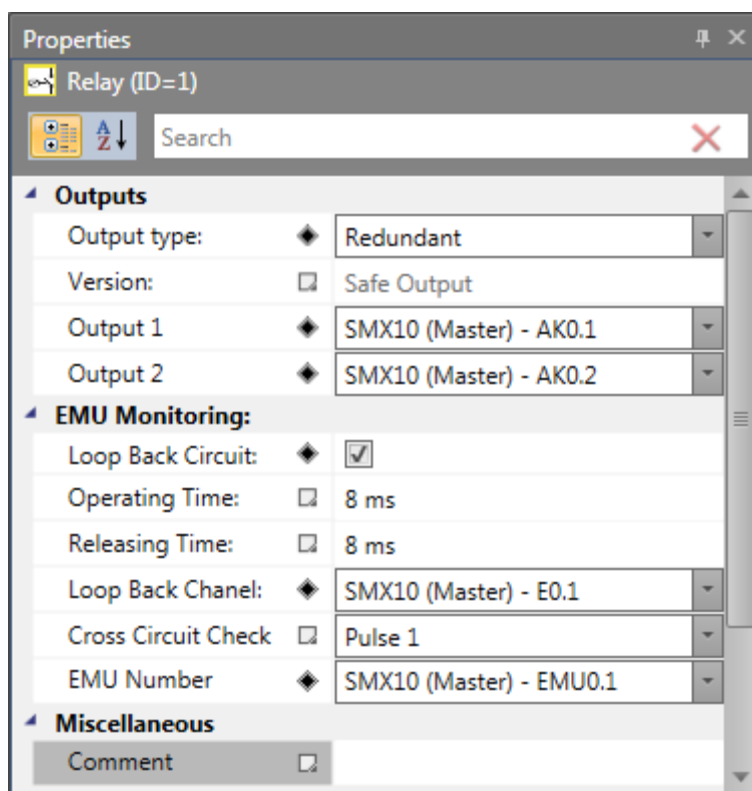 Properties
Relay (ID=1)
A Z Search
Outputs
Output type: Redundant
Version: Safe Output
Output 1 SMX10 (Master) - AK0.1
Output 2 SMX10 (Master) - AK0.2
EMU Monitoring:
Loop Back Circuit:
Operating Time: 8 ms
Releasing Time: 8 ms
Loop Back Chanel: SMX10 (Master) - E0.1
Cross Circuit Check Pulse 1
EMU Number SMX10 (Master) - EMU0.1
Miscellaneous
Comment